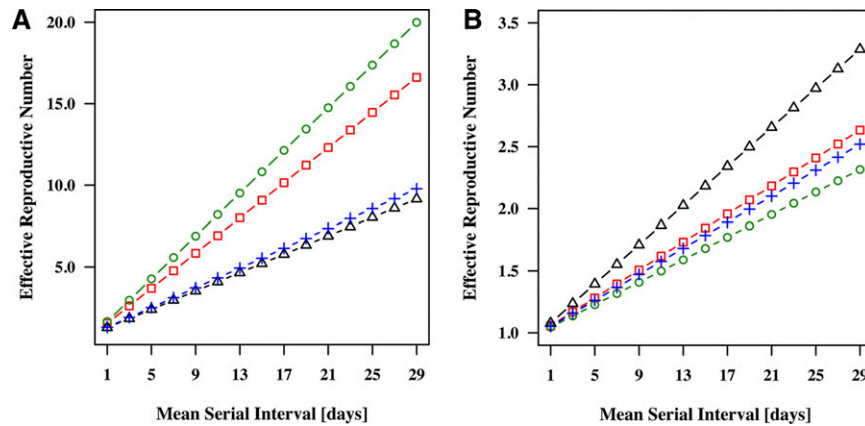 A
Effective Reproductive Number
20.0
15.0
10.0
5.0
1 5 9 13 17 21 25 29
Mean Serial Interval [days]
B
Effective Reproductive Number
3.5
3.0
2.5
2.0
1.5
1.0
1 5 9 13 17 21 25 29
Mean Serial Interval [days]